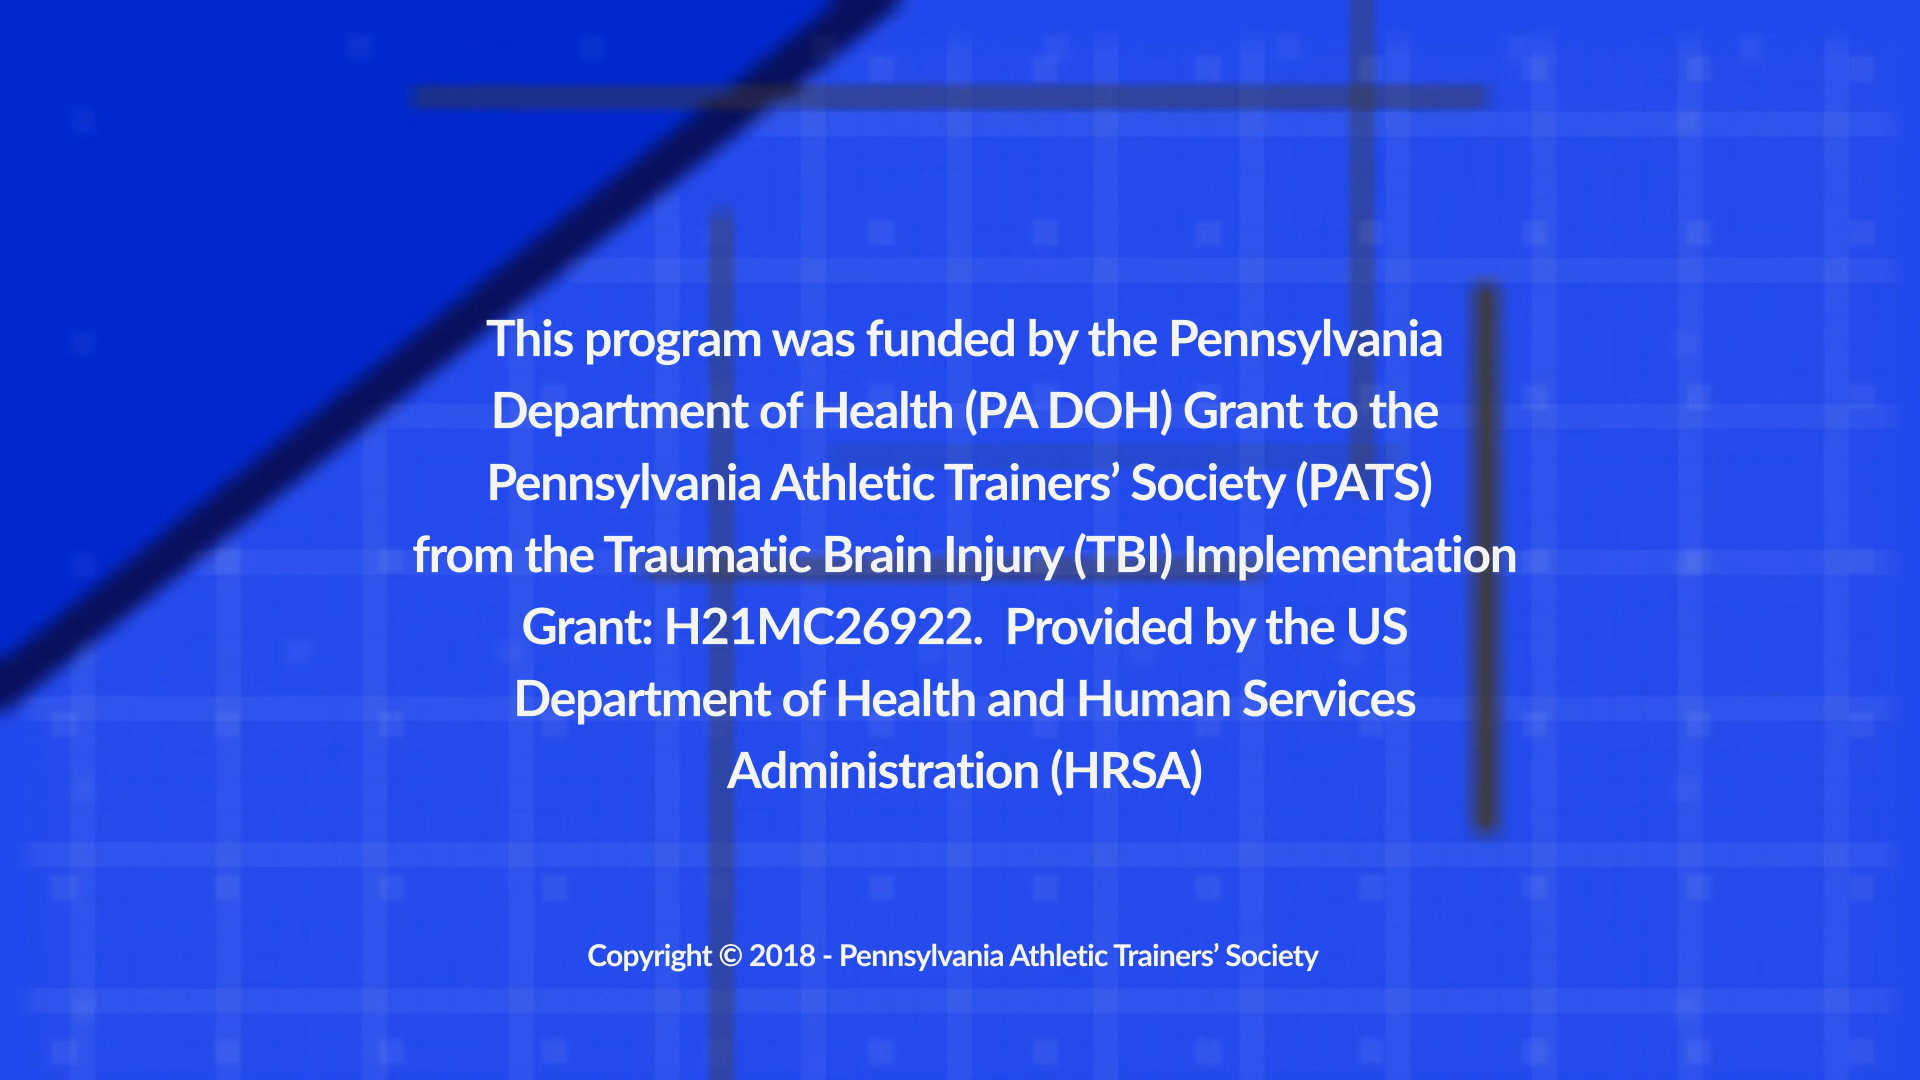 This program was funded by the Pennsylvania
Department of Health (PA DOH) Grant to the
Pennsylvania Athletic Trainers’ Society (PATS)
from the Traumatic Brain Injury (TBI) Implementation
Grant: H21MC26922.  Provided by the US
Department of Health and Human Services
Administration (HRSA)
Copyright © 2018 - Pennsylvania Athletic Trainers’ Society